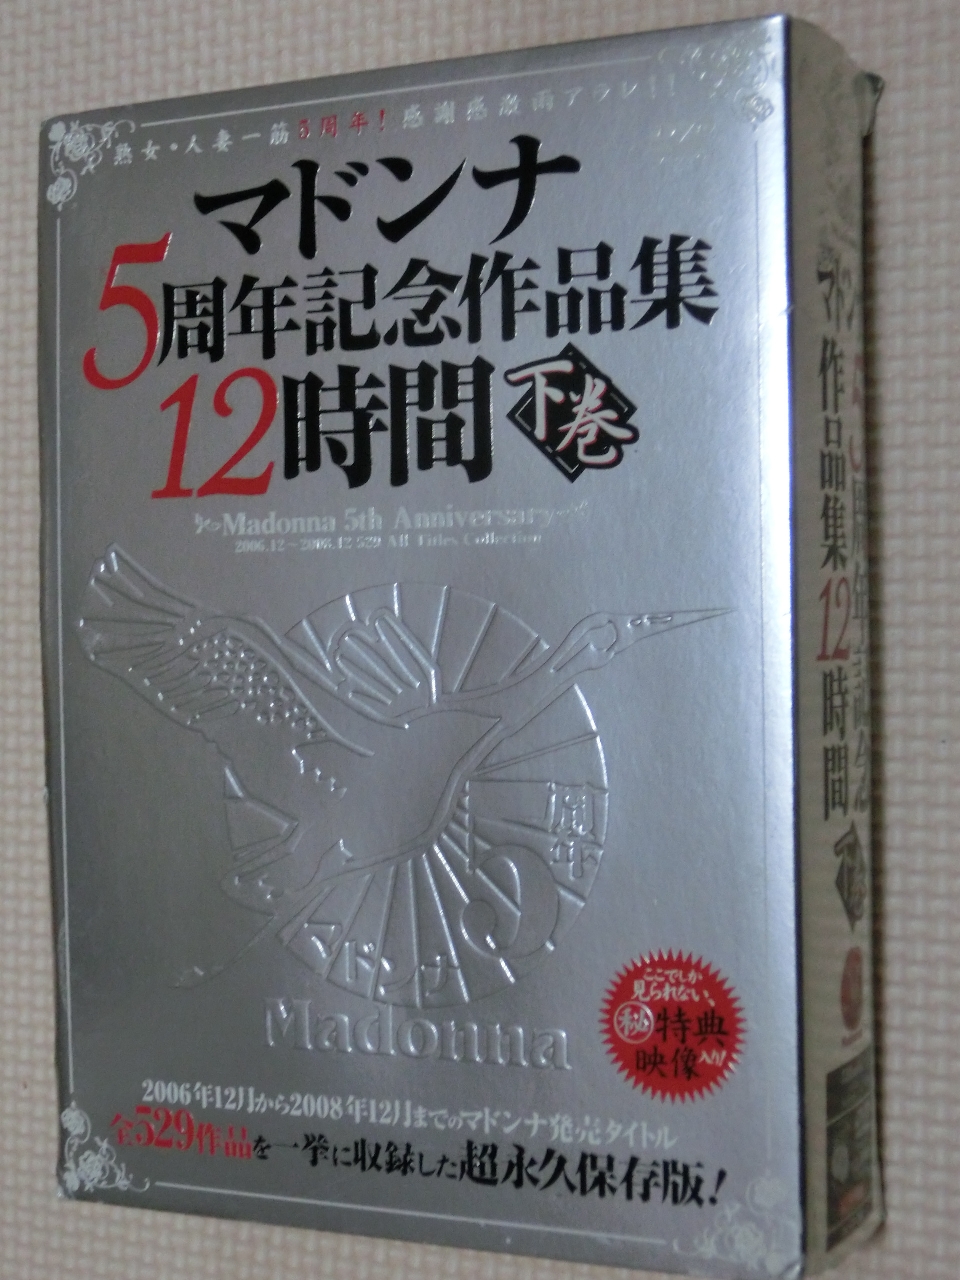 熟女・人妻一筋5周年!感謝感激雨アラレ!!
マドンナ
5周年記念作品集
12時間
下巻
Madonna 5th Anniversary
2006.12~2008.12 529 All Titles Collection
5周年
マドンナ
Madonna
ここでしか
見られない、
㊙特典
映像入り!
2006年12月から2008年12月までのマドンナ発売タイトル
全529作品を一挙に収録した超永久保存版!
マドンナ
5周年記念
作品集12時間
下巻